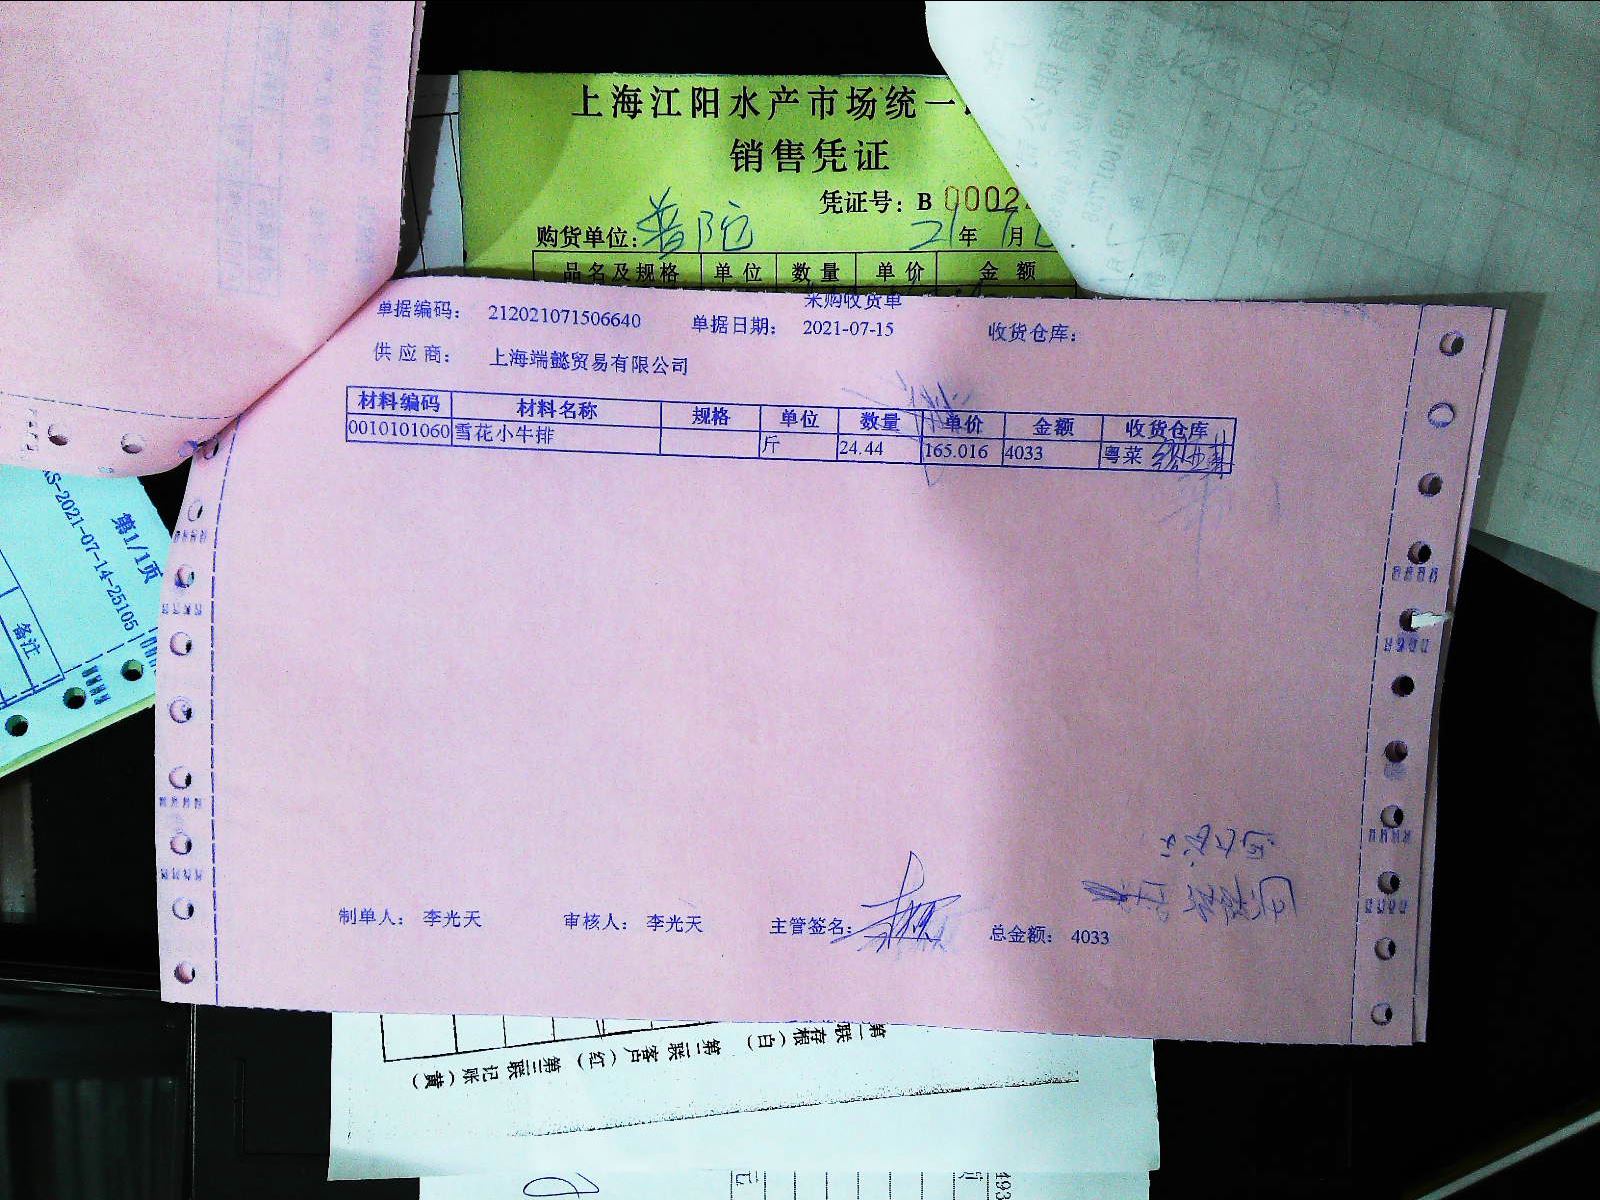 上海江阳水产市场统一
销售凭证
凭证号：B 0002
购货单位：普陀 21年 7月
品名及规格 单位 数量 单价 金额
采购收货单
单据编码： 212021071506640 单据日期： 2021-07-15 收货仓库：
供应商： 上海端懿贸易有限公司
材料编码 材料名称 规格 单位 数量 单价 金额 收货仓库
0010101060 雪花小牛排 斤 24.44 165.016 4033 粤菜
制单人： 李光天 审核人： 李光天 主管签名： 总金额： 4033
第1/1页
XS-2021-07-14-25105
备注
第一联存根（白） 第二联客户（红） 第三联记账（黄）